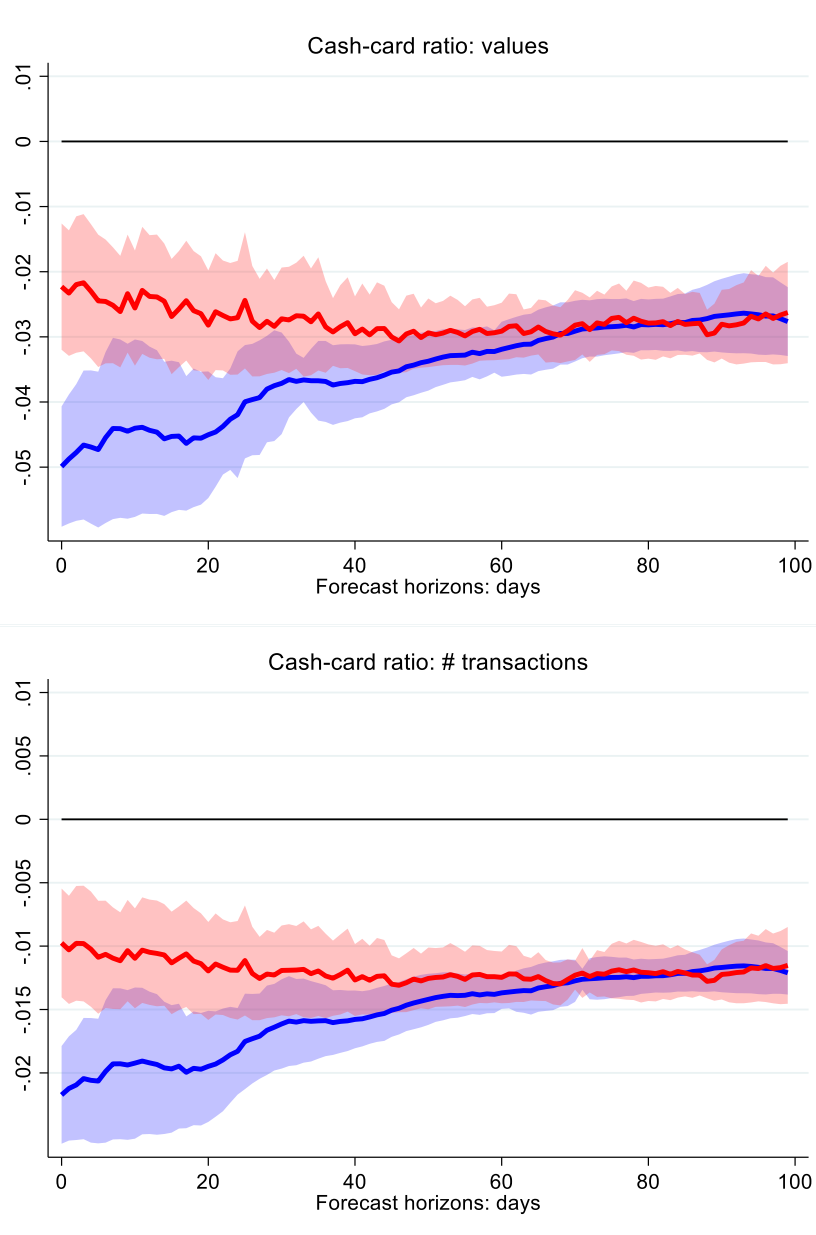 Cash-card ratio: values
.01
0
-.01
-.02
-.03
-.04
-.05
0 20 40 60 80 100
Forecast horizons: days
Cash-card ratio: # transactions
.01
.005
0
-.005
-.01
-.015
-.02
0 20 40 60 80 100
Forecast horizons: days